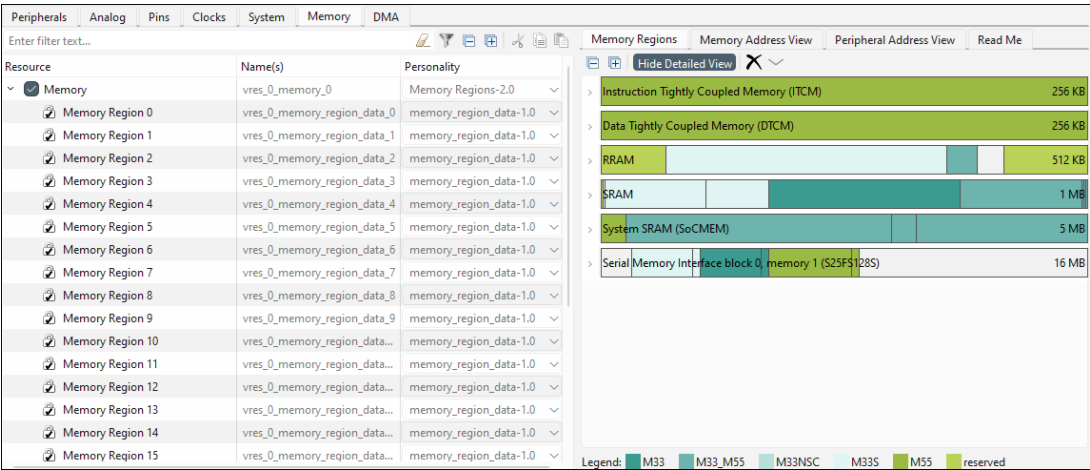 Peripherals Analog Pins Clocks System Memory DMA
Enter filter text...
Resource Name(s) Personality
Memory vres_0_memory_0 Memory Regions-2.0
Memory Region 0 vres_0_memory_region_data_0 memory_region_data-1.0
Memory Region 1 vres_0_memory_region_data_1 memory_region_data-1.0
Memory Region 2 vres_0_memory_region_data_2 memory_region_data-1.0
Memory Region 3 vres_0_memory_region_data_3 memory_region_data-1.0
Memory Region 4 vres_0_memory_region_data_4 memory_region_data-1.0
Memory Region 5 vres_0_memory_region_data_5 memory_region_data-1.0
Memory Region 6 vres_0_memory_region_data_6 memory_region_data-1.0
Memory Region 7 vres_0_memory_region_data_7 memory_region_data-1.0
Memory Region 8 vres_0_memory_region_data_8 memory_region_data-1.0
Memory Region 9 vres_0_memory_region_data_9 memory_region_data-1.0
Memory Region 10 vres_0_memory_region_data... memory_region_data-1.0
Memory Region 11 vres_0_memory_region_data... memory_region_data-1.0
Memory Region 12 vres_0_memory_region_data... memory_region_data-1.0
Memory Region 13 vres_0_memory_region_data... memory_region_data-1.0
Memory Region 14 vres_0_memory_region_data... memory_region_data-1.0
Memory Region 15 vres_0_memory_region_data... memory_region_data-1.0
Memory Regions Memory Address View Peripheral Address View Read Me
Hide Detailed View
Instruction Tightly Coupled Memory (ITCM) 256 KB
Data Tightly Coupled Memory (DTCM) 256 KB
RRAM 512 KB
SRAM 1 MB
System SRAM (SoCMEM) 5 MB
Serial Memory Interface block 0, memory 1 (S25FS128S) 16 MB
Legend: M33 M33_M55 M33NSC M33S M55 reserved